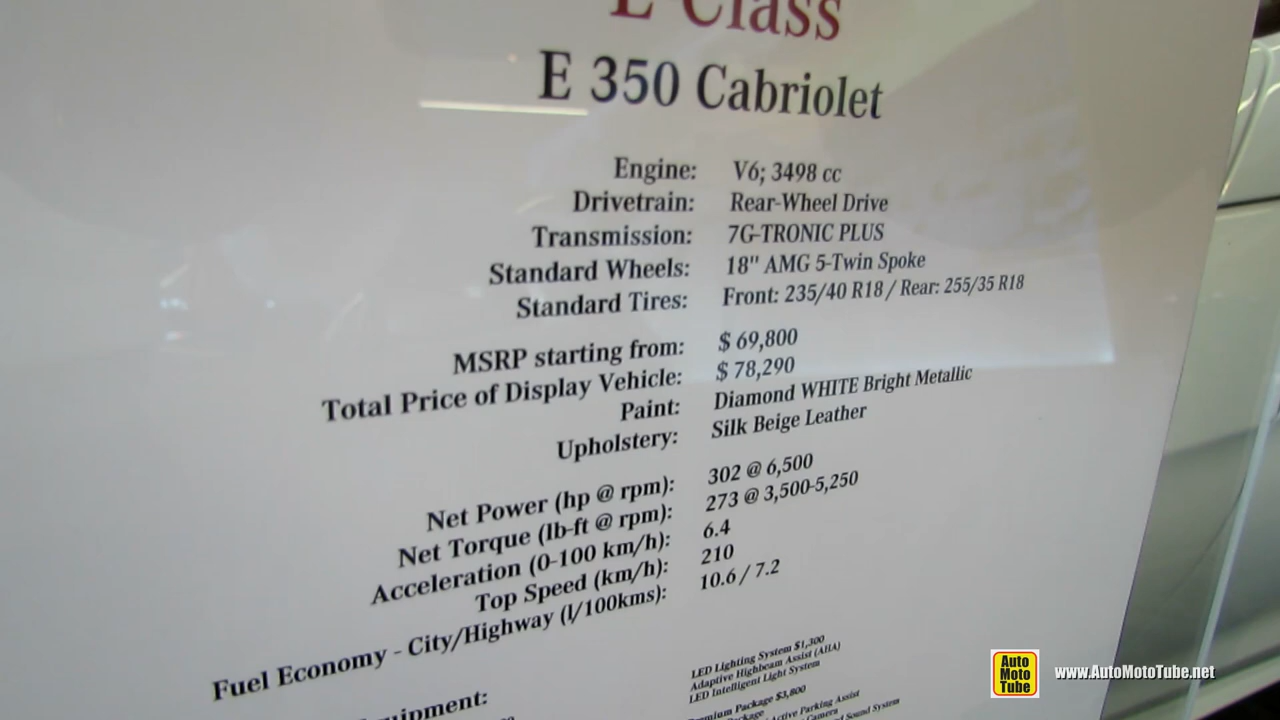 E-Class
E 350 Cabriolet
Engine: V6; 3498 cc
Drivetrain: Rear-Wheel Drive
Transmission: 7G-TRONIC PLUS
Standard Wheels: 18" AMG 5-Twin Spoke
Standard Tires: Front: 235/40 R18 / Rear: 255/35 R18
MSRP starting from: $ 69,800
Total Price of Display Vehicle: $ 78,290
Paint: Diamond WHITE Bright Metallic
Upholstery: Silk Beige Leather
Net Power (hp @ rpm): 302 @ 6,500
Net Torque (lb-ft @ rpm): 273 @ 3,500-5,250
Acceleration (0-100 km/h): 6.4
Top Speed (km/h): 210
Fuel Economy - City/Highway (l/100kms): 10.6 / 7.2
LED Lighting System $1,300
Adaptive Highbeam Assist (AHA)
LED Intelligent Light System
Premium Package $3,800
Active Parking Assist
Camera
Sound System
Auto
Moto
Tube
www.AutoMotoTube.net